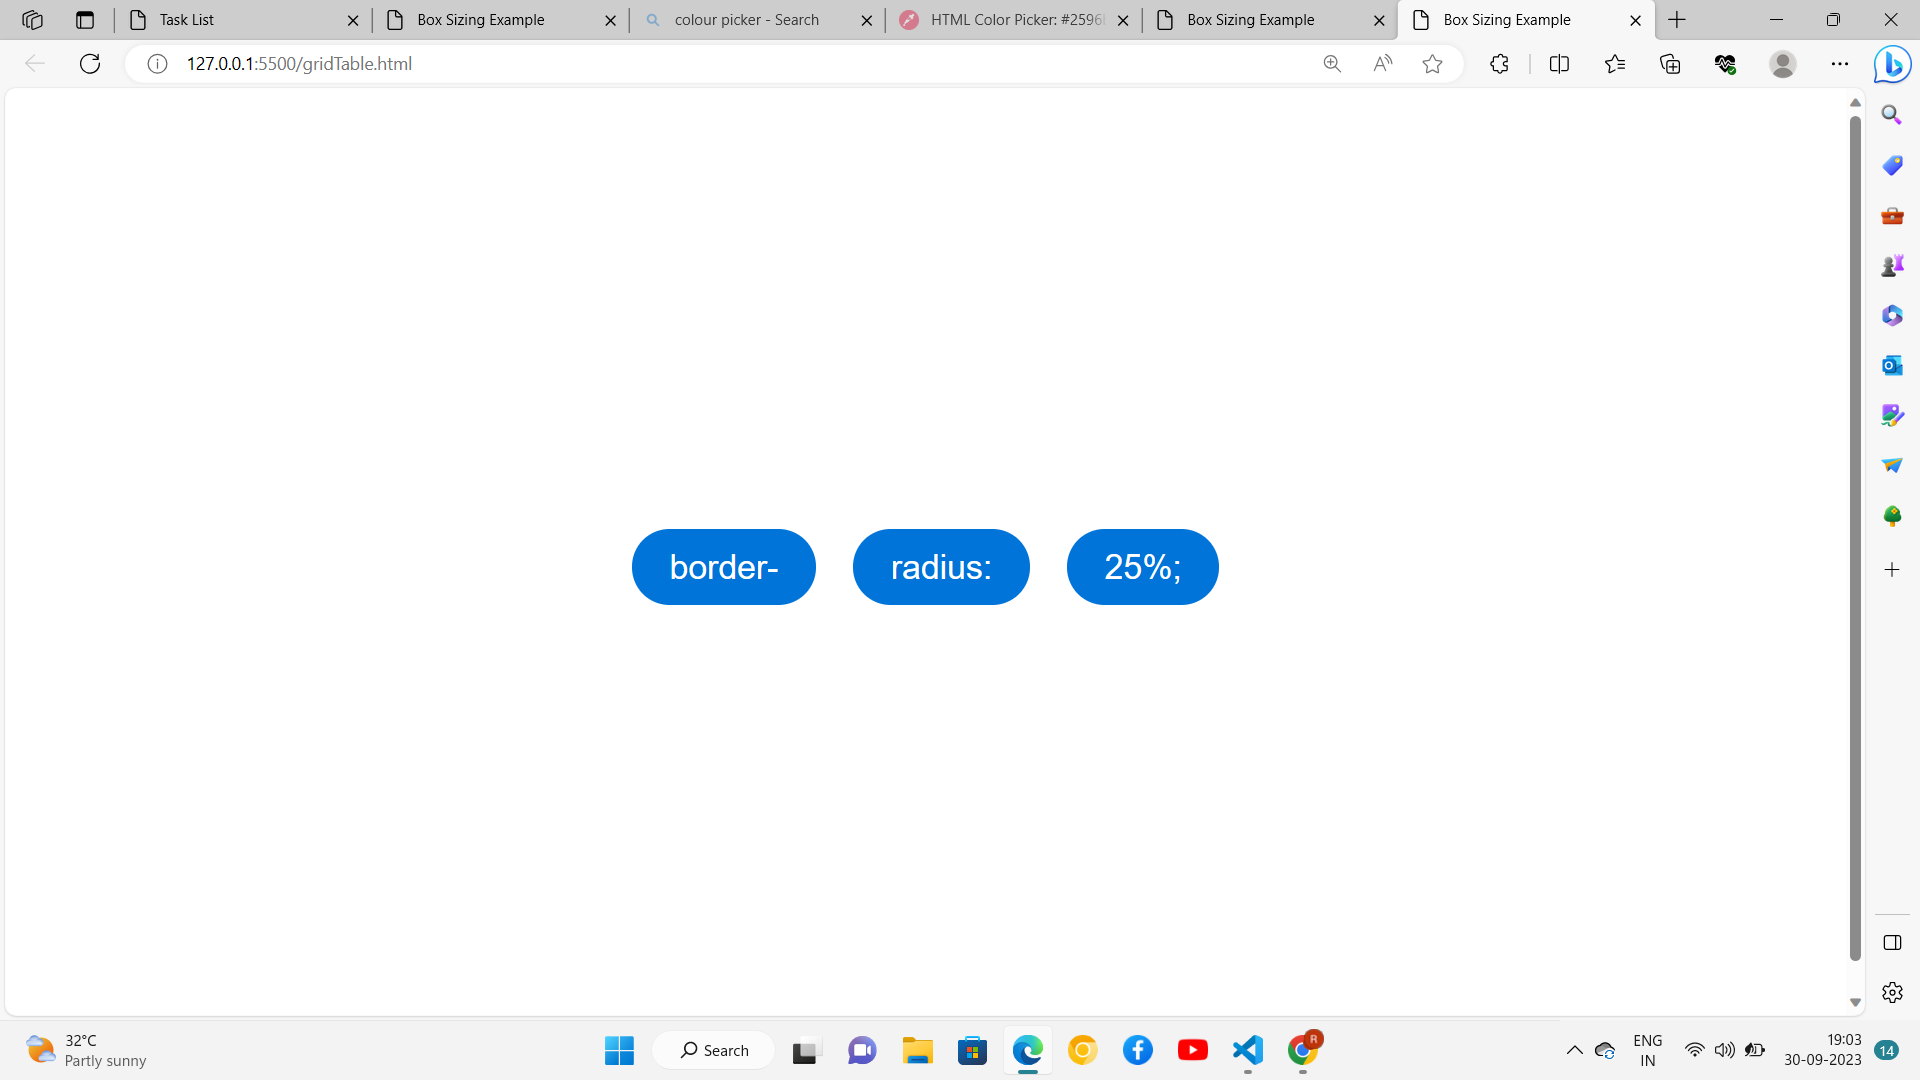 Task List
Box Sizing Example
colour picker - Search
HTML Color Picker: #2596
Box Sizing Example
Box Sizing Example
127.0.0.1:5500/gridTable.html
border-
radius:
25%;
32°C
Partly sunny
Search
R
ENG
IN
19:03
30-09-2023
14